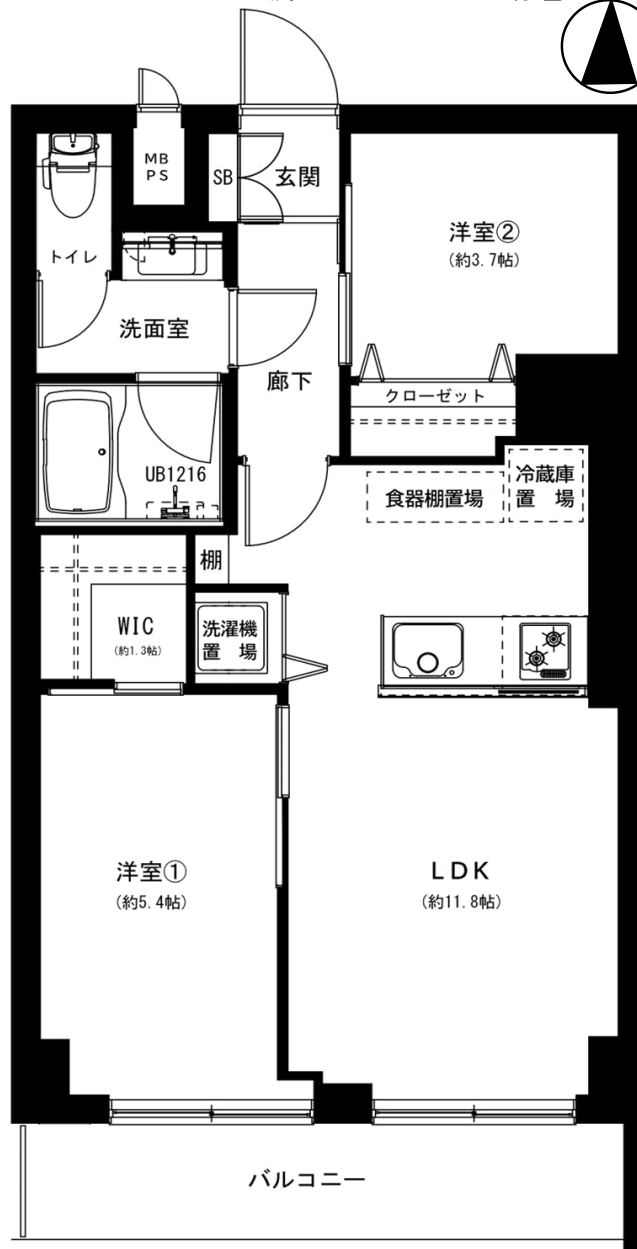 MB
PS
SB
玄関
洋室②
(約3.7帖)
トイレ
洗面室
廊下
クローゼット
UB1216
食器棚置場
冷蔵庫
置 場
棚
WIC
(約1.3帖)
洗濯機
置 場
洋室①
(約5.4帖)
LDK
(約11.8帖)
バルコニー